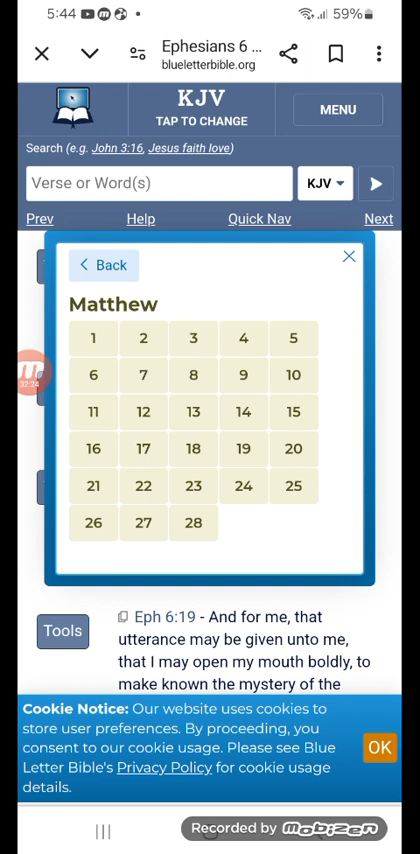 5:44
59%
Ephesians 6 ...
blueletterbible.org
KJV
TAP TO CHANGE
MENU
Search (e.g. John 3:16, Jesus faith love)
Verse or Word(s)
KJV
Prev Help Quick Nav Next
Back
Matthew
1 2 3 4 5
6 7 8 9 10
11 12 13 14 15
16 17 18 19 20
21 22 23 24 25
26 27 28
32:24
Tools
Eph 6:19 - And for me, that
utterance may be given unto me,
that I may open my mouth boldly, to
make known the mystery of the
Cookie Notice: Our website uses cookies to
store user preferences. By proceeding, you
consent to our cookie usage. Please see Blue
Letter Bible's Privacy Policy for cookie usage
details.
OK
Recorded by mobizen